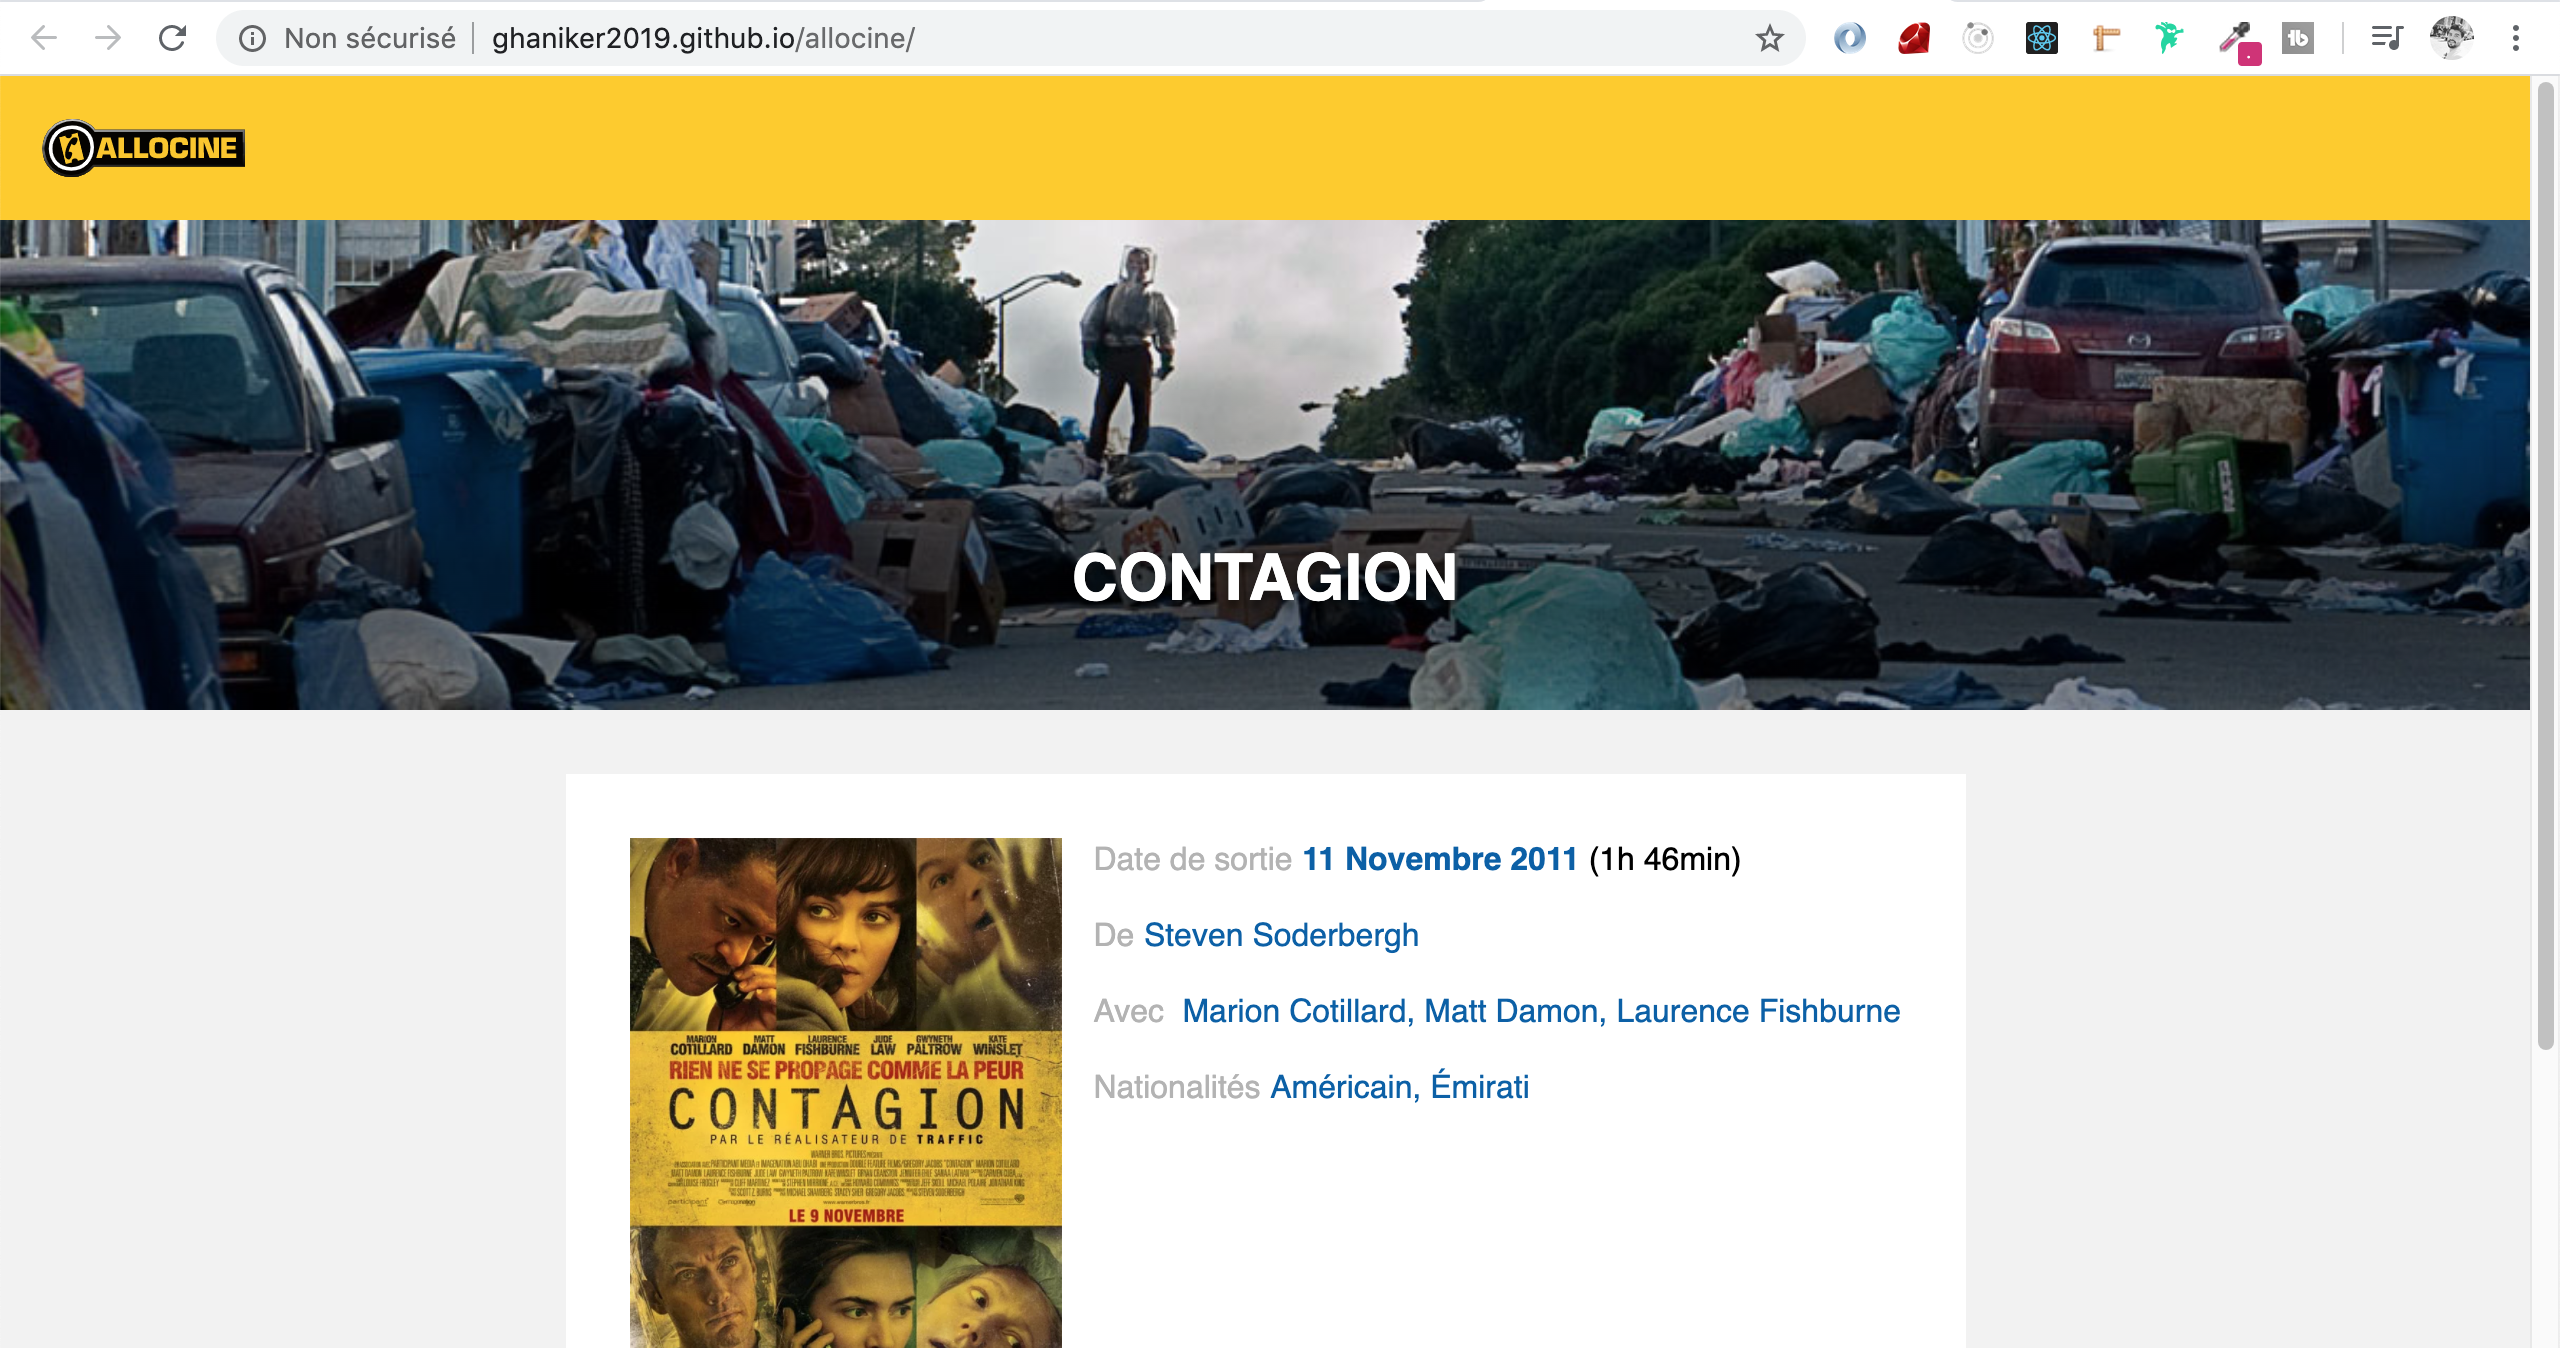 Non sécurisé
ghaniker2019.github.io/allocine/
ALLOCINE
CONTAGION
Date de sortie 11 Novembre 2011 (1h 46min)
De Steven Soderbergh
Avec Marion Cotillard, Matt Damon, Laurence Fishburne
Nationalités Américain, Émirati
MARION COTILLARD MATT DAMON LAURENCE FISHBURNE JUDE LAW GWYNETH PALTROW KATE WINSLET
RIEN NE SE PROPAGE COMME LA PEUR
CONTAGION
PAR LE RÉALISATEUR DE TRAFFIC
LE 9 NOVEMBRE